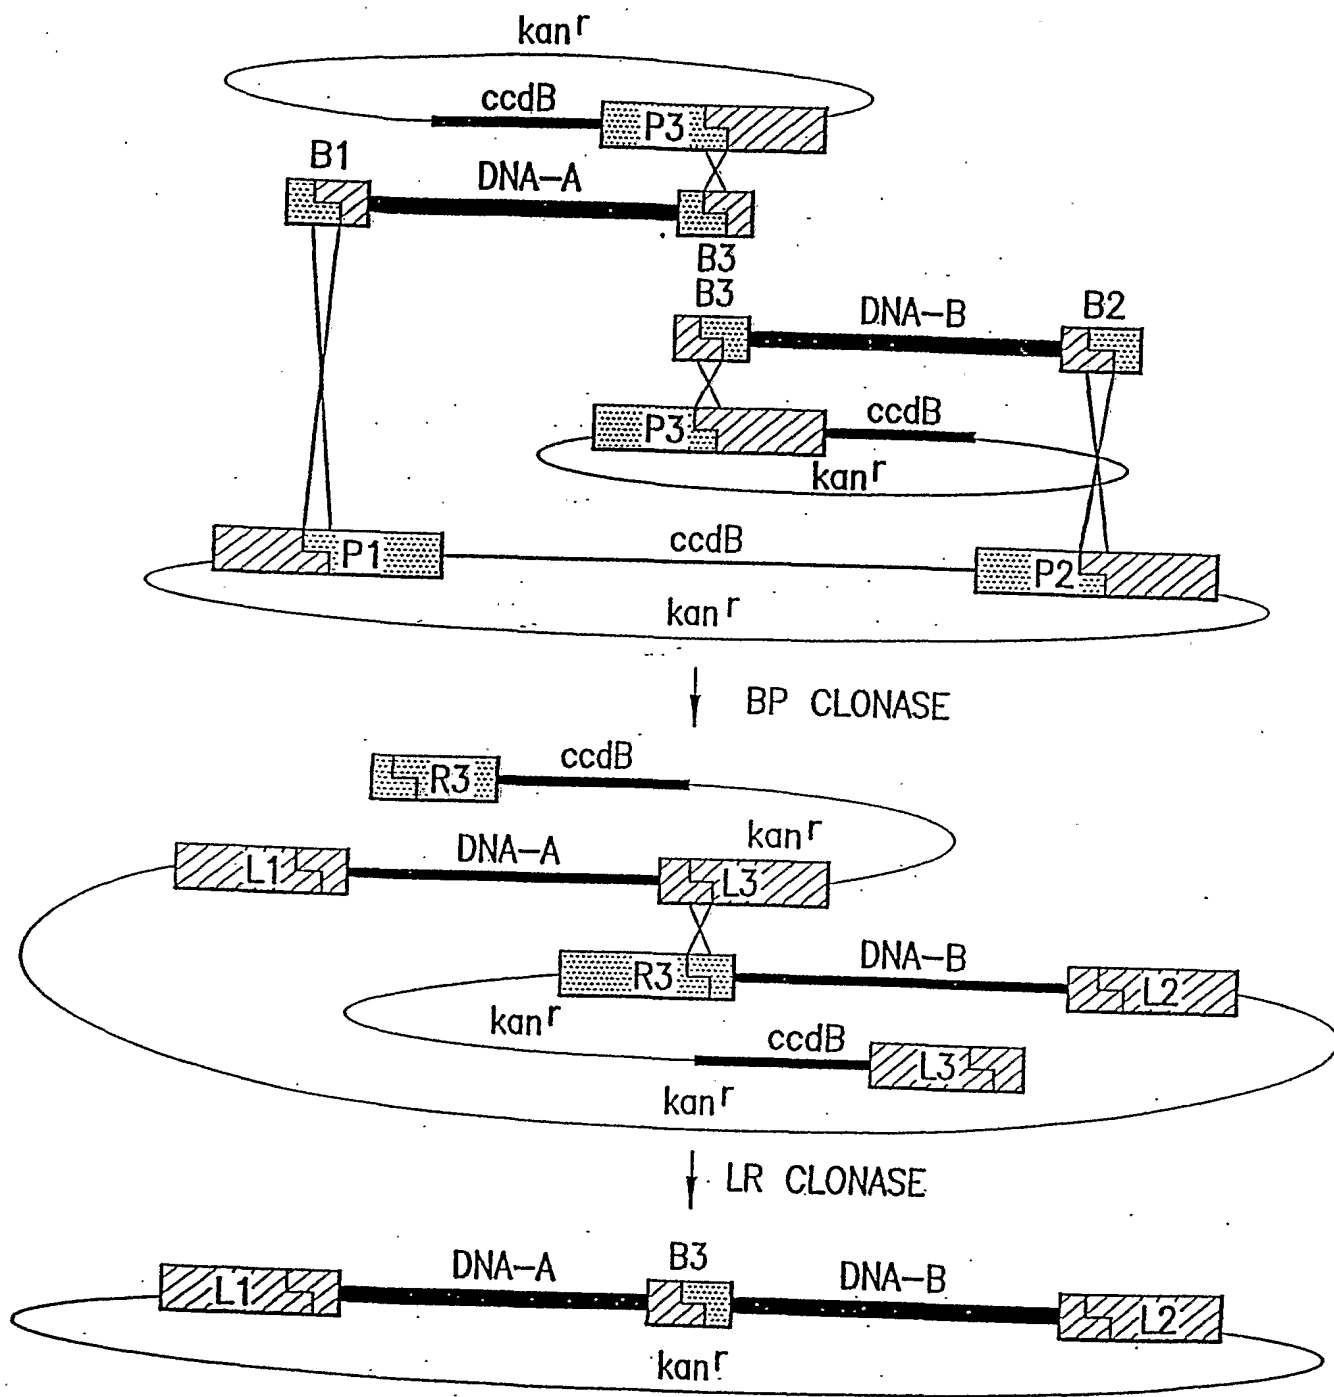 kanʳ
ccdB
P3
B1
DNA-A
B3
B3
DNA-B
B2
P3
ccdB
kanʳ
P1
ccdB
P2
kanʳ
BP CLONASE
R3
ccdB
kanʳ
L1
DNA-A
L3
R3
DNA-B
L2
kanʳ
ccdB
L3
kanʳ
LR CLONASE
L1
DNA-A
B3
DNA-B
L2
kanʳ